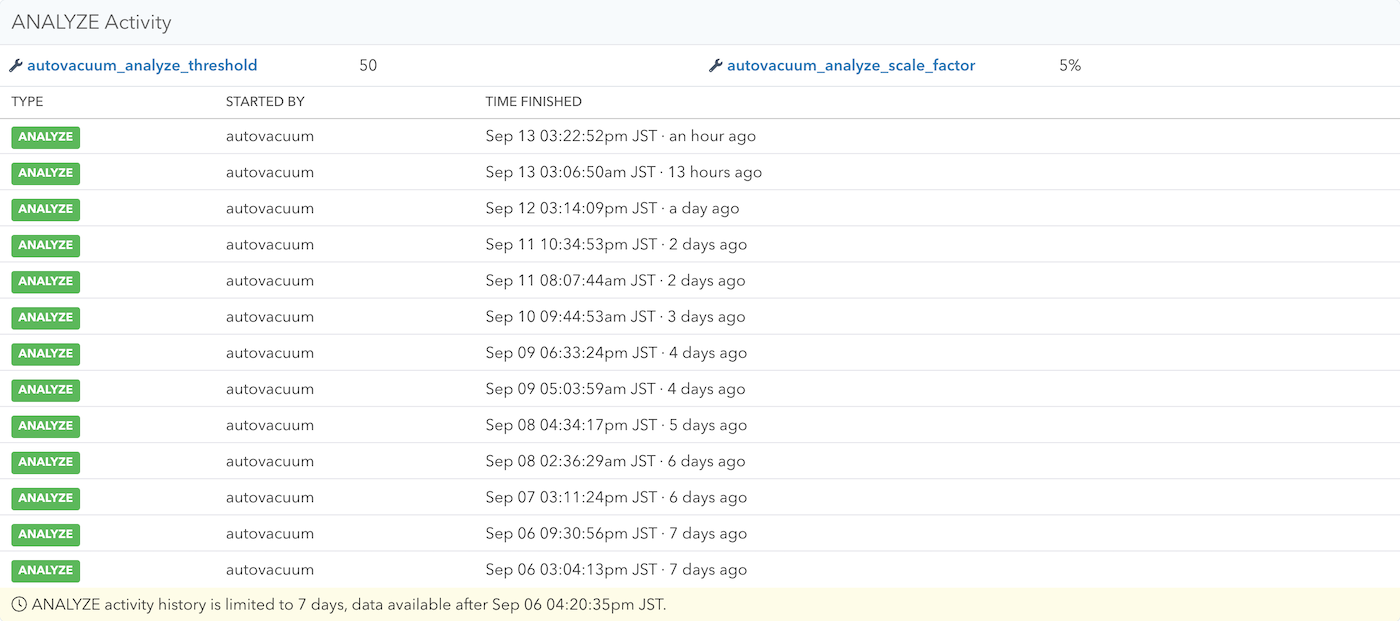 ANALYZE Activity
autovacuum_analyze_threshold 50 autovacuum_analyze_scale_factor 5%
TYPE STARTED BY TIME FINISHED
ANALYZE autovacuum Sep 13 03:22:52pm JST · an hour ago
ANALYZE autovacuum Sep 13 03:06:50am JST · 13 hours ago
ANALYZE autovacuum Sep 12 03:14:09pm JST · a day ago
ANALYZE autovacuum Sep 11 10:34:53pm JST · 2 days ago
ANALYZE autovacuum Sep 11 08:07:44am JST · 2 days ago
ANALYZE autovacuum Sep 10 09:44:53am JST · 3 days ago
ANALYZE autovacuum Sep 09 06:33:24pm JST · 4 days ago
ANALYZE autovacuum Sep 09 05:03:59am JST · 4 days ago
ANALYZE autovacuum Sep 08 04:34:17pm JST · 5 days ago
ANALYZE autovacuum Sep 08 02:36:29am JST · 6 days ago
ANALYZE autovacuum Sep 07 03:11:24pm JST · 6 days ago
ANALYZE autovacuum Sep 06 09:30:56pm JST · 7 days ago
ANALYZE autovacuum Sep 06 03:04:13pm JST · 7 days ago
ANALYZE activity history is limited to 7 days, data available after Sep 06 04:20:35pm JST.